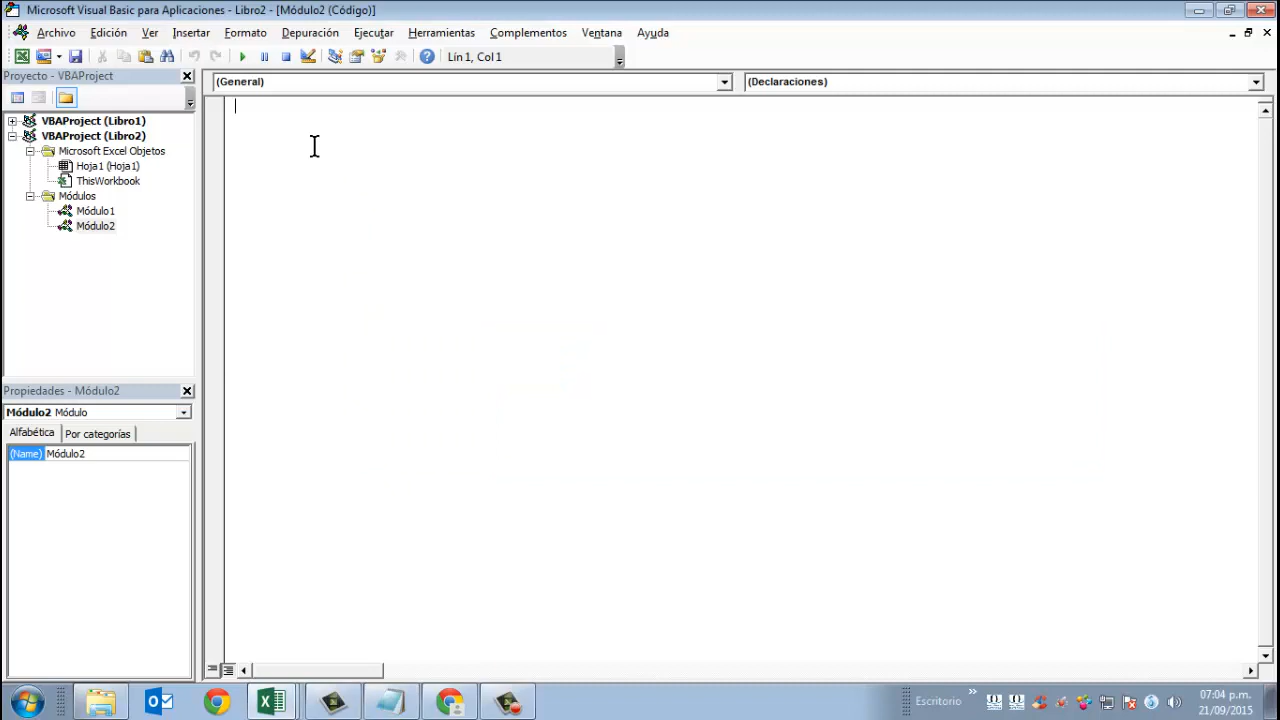 Microsoft Visual Basic para Aplicaciones - Libro2 - [Módulo2 (Código)]
Archivo Edición Ver Insertar Formato Depuración Ejecutar Herramientas Complementos Ventana Ayuda
Lín 1, Col 1
Proyecto - VBAProject
(General)
(Declaraciones)
VBAProject (Libro1)
VBAProject (Libro2)
Microsoft Excel Objetos
Hoja1 (Hoja1)
ThisWorkbook
Módulos
Módulo1
Módulo2
Propiedades - Módulo2
Módulo2 Módulo
Alfabética Por categorías
(Name) Módulo2
Escritorio
07:04 p.m.
21/09/2015